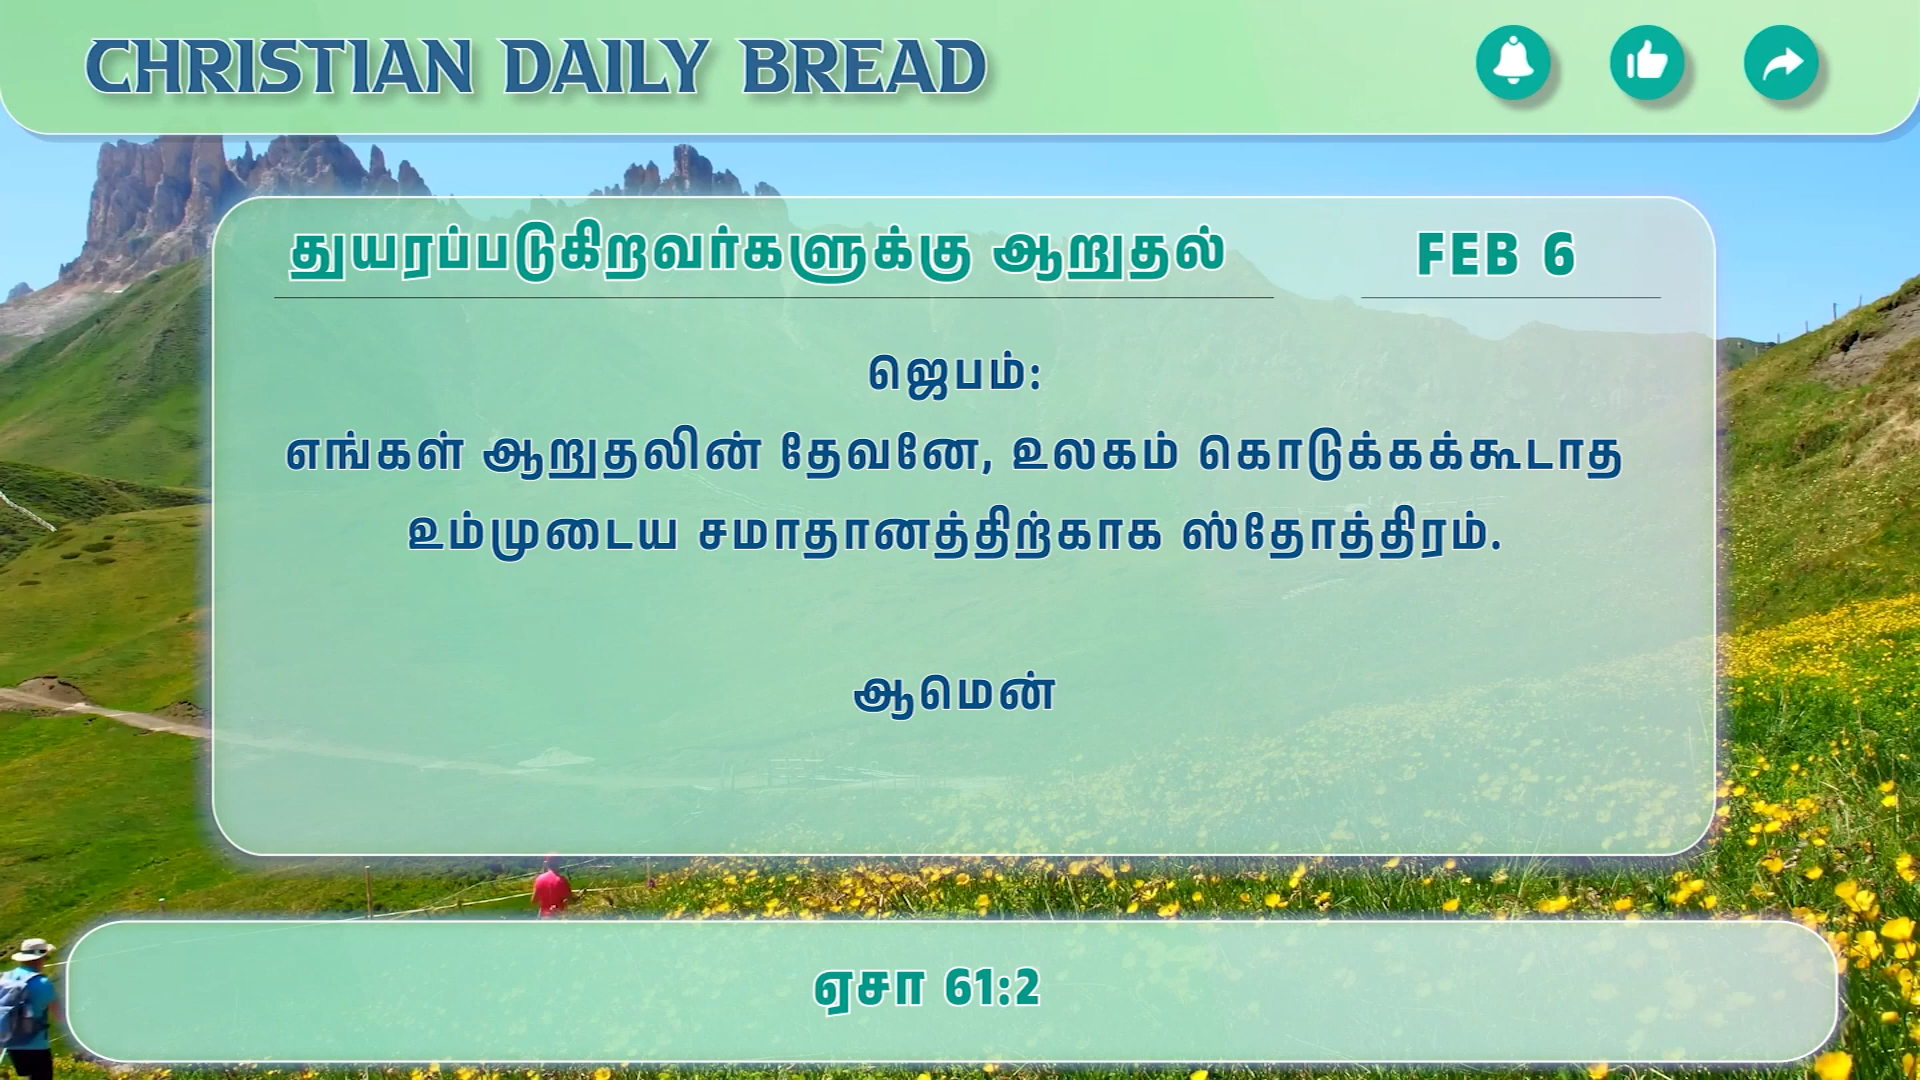 CHRISTIAN DAILY BREAD
துயரப்படுகிறவர்களுக்கு ஆறுதல்
FEB 6
ஜெபம்:
எங்கள் ஆறுதலின் தேவனே, உலகம் கொடுக்கக்கூடாத
உம்முடைய சமாதானத்திற்காக ஸ்தோத்திரம்.
ஆமென்
ஏசா 61:2